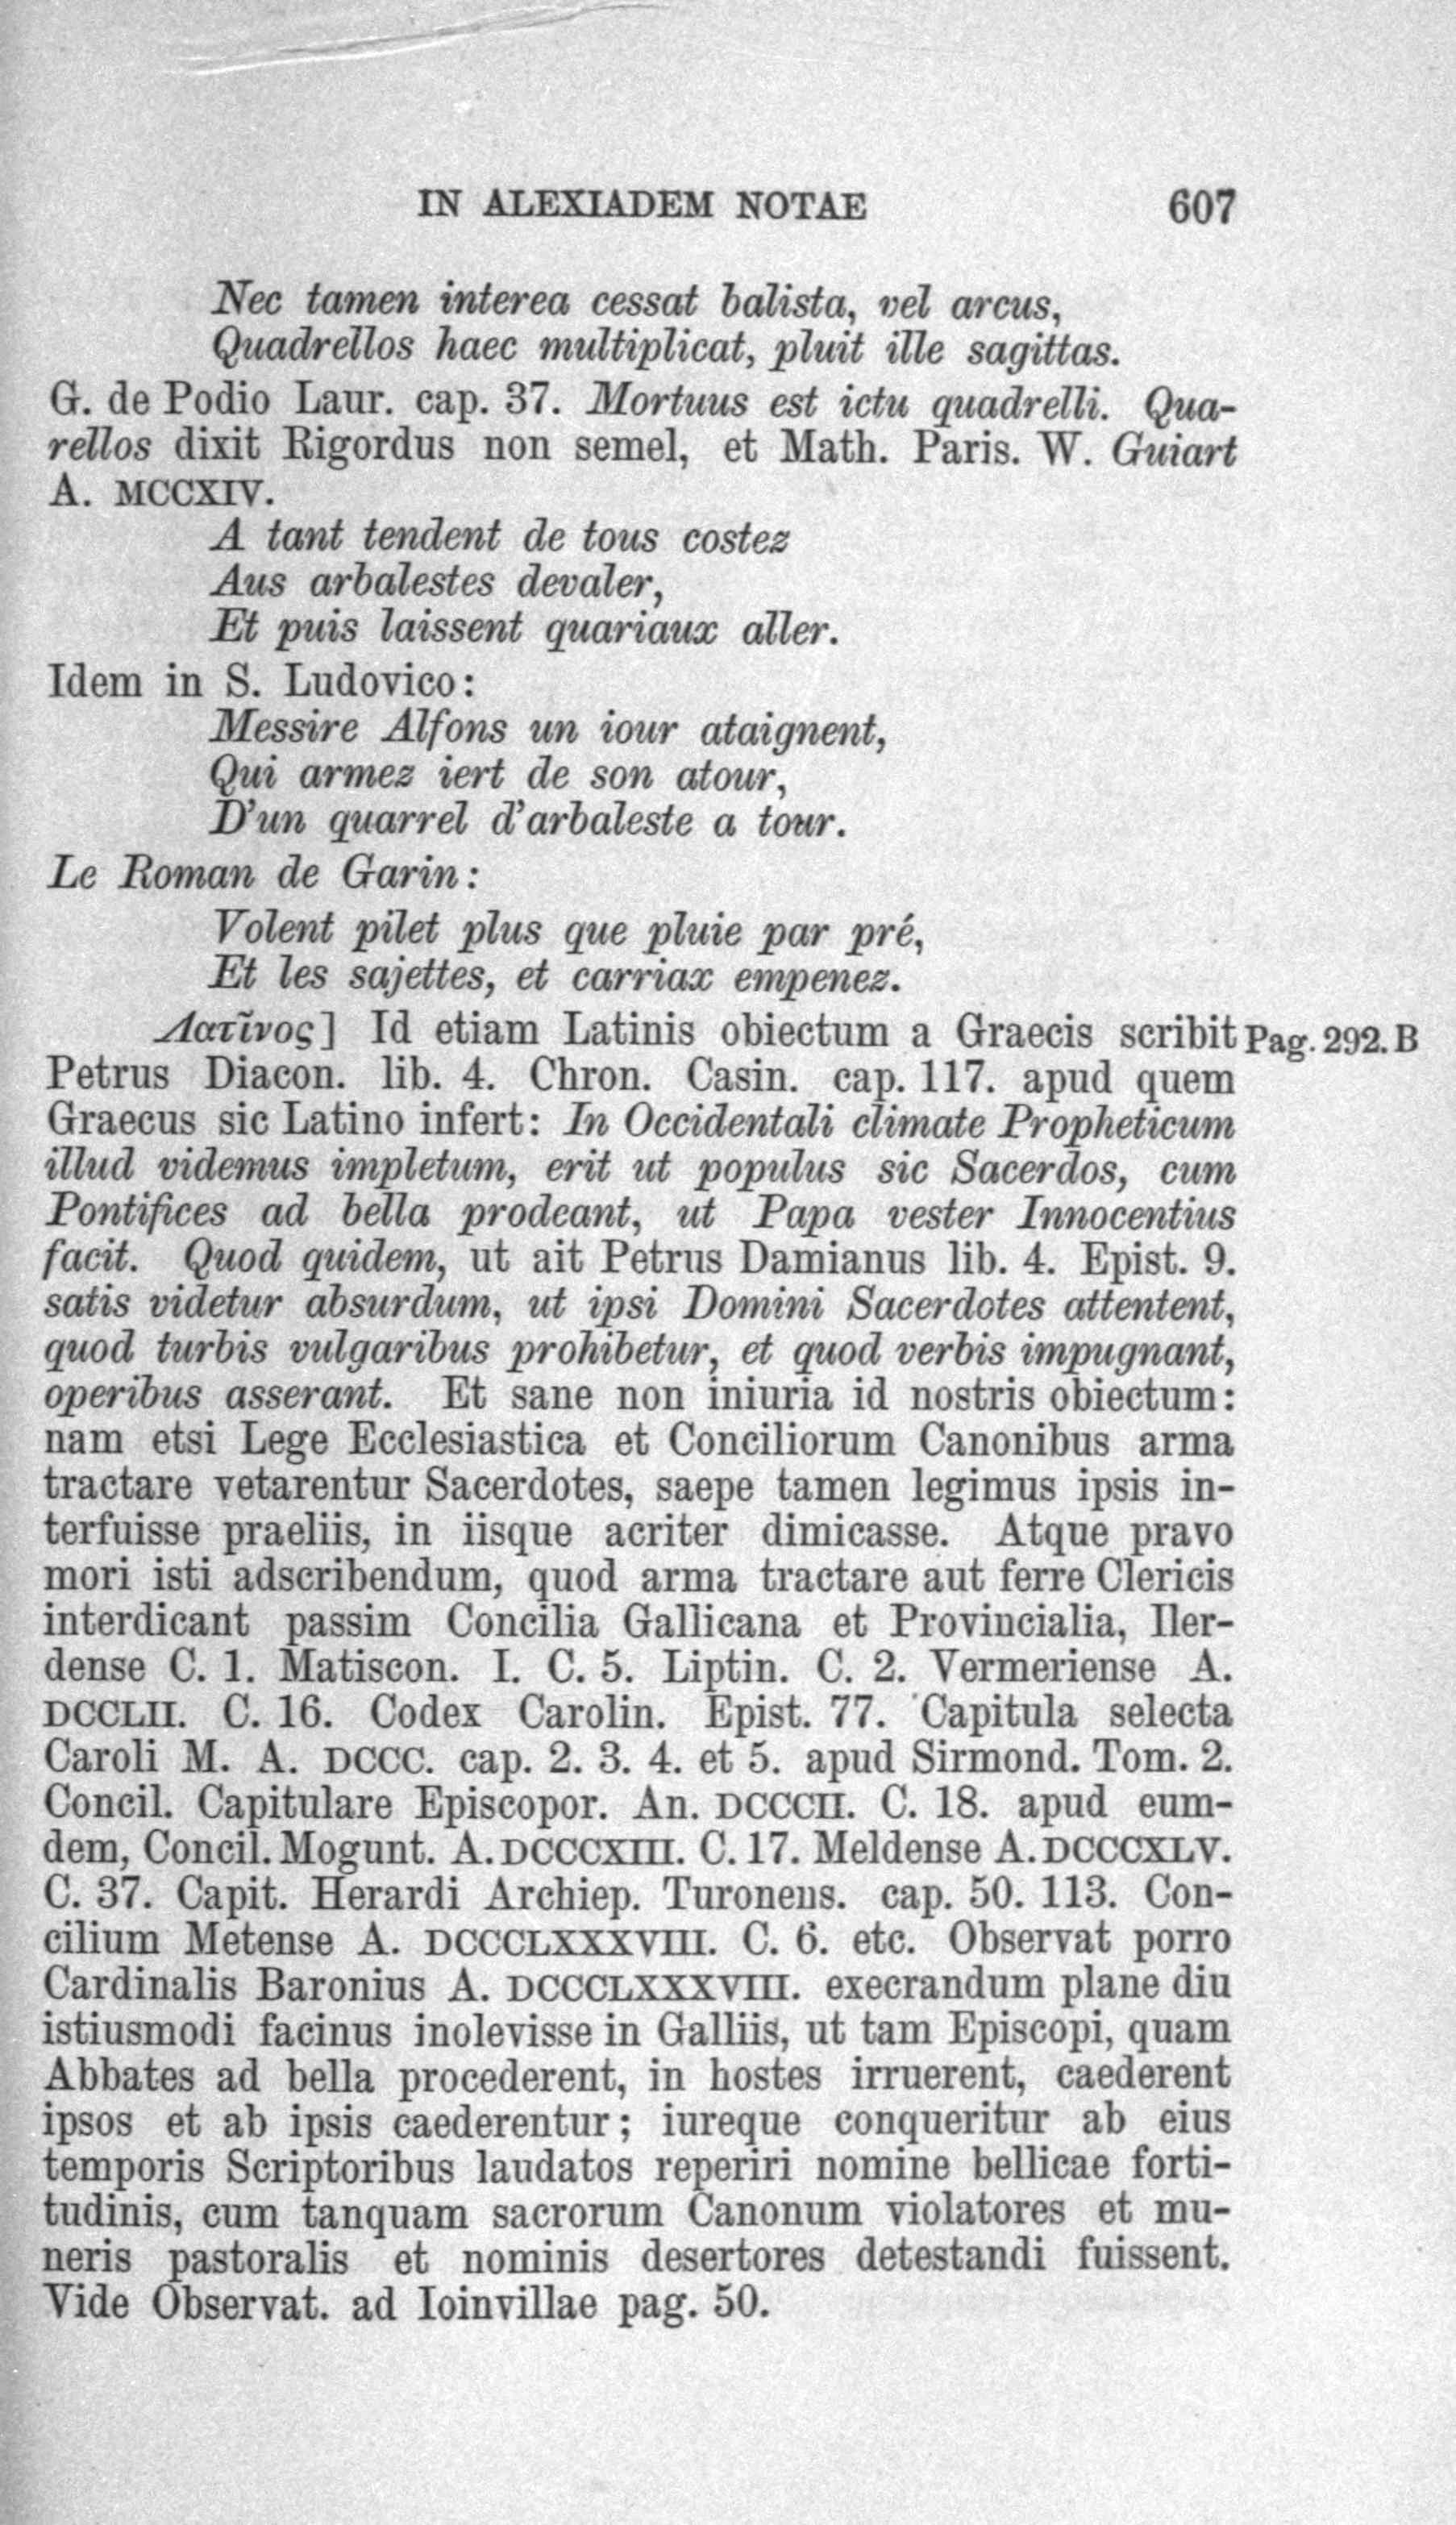 IN ALEXIADEM NOTAE 607
Nec tamen interea cessat balista, vel arcus,
Quadrellos haec multiplicat, pluit ille sagittas.
G. de Podio Laur. cap. 37. Mortuus est ictu quadrelli. Qua-
rellos dixit Rigordus non semel, et Math. Paris. W. Guiart
A. MCCXIV.
A tant tendent de tous costez
Aus arbalestes devaler,
Et puis laissent quariaux aller.
Idem in S. Ludovico:
Messire Alfons un iour ataignent,
Qui armez iert de son atour,
D'un quarrel d'arbaleste a tour.
Le Roman de Garin:
Volent pilet plus que pluie par pré,
Et les sajettes, et carriax empenez.
Λατῖνος] Id etiam Latinis obiectum a Graecis scribit Pag. 292. B
Petrus Diacon. lib. 4. Chron. Casin. cap. 117. apud quem
Graecus sic Latino infert: In Occidentali climate Propheticum
illud videmus impletum, erit ut populus sic Sacerdos, cum
Pontifices ad bella prodeant, ut Papa vester Innocentius
facit. Quod quidem, ut ait Petrus Damianus lib. 4. Epist. 9.
satis videtur absurdum, ut ipsi Domini Sacerdotes attentent,
quod turbis vulgaribus prohibetur, et quod verbis impugnant,
operibus asserant. Et sane non iniuria id nostris obiectum:
nam etsi Lege Ecclesiastica et Conciliorum Canonibus arma
tractare vetarentur Sacerdotes, saepe tamen legimus ipsis in-
terfuisse praeliis, in iisque acriter dimicasse. Atque pravo
mori isti adscribendum, quod arma tractare aut ferre Clericis
interdicant passim Concilia Gallicana et Provincialia, Iler-
dense C. 1. Matiscon. I. C. 5. Liptin. C. 2. Vermeriense A.
DCCLII. C. 16. Codex Carolin. Epist. 77. Capitula selecta
Caroli M. A. DCCC. cap. 2. 3. 4. et 5. apud Sirmond. Tom. 2.
Concil. Capitulare Episcopor. An. DCCCII. C. 18. apud eum-
dem, Concil. Mogunt. A. DCCCXIII. C. 17. Meldense A. DCCCXLV.
C. 37. Capit. Herardi Archiep. Turonens. cap. 50. 113. Con-
cilium Metense A. DCCCLXXXVIII. C. 6. etc. Observat porro
Cardinalis Baronius A. DCCCLXXXVIII. execrandum plane diu
istiusmodi facinus inolevisse in Galliis, ut tam Episcopi, quam
Abbates ad bella procederent, in hostes irruerent, caederent
ipsos et ab ipsis caederentur; iureque conqueritur ab eius
temporis Scriptoribus laudatos reperiri nomine bellicae forti-
tudinis, cum tanquam sacrorum Canonum violatores et mu-
neris pastoralis et nominis desertores detestandi fuissent.
Vide Observat. ad Ioinvillae pag. 50.